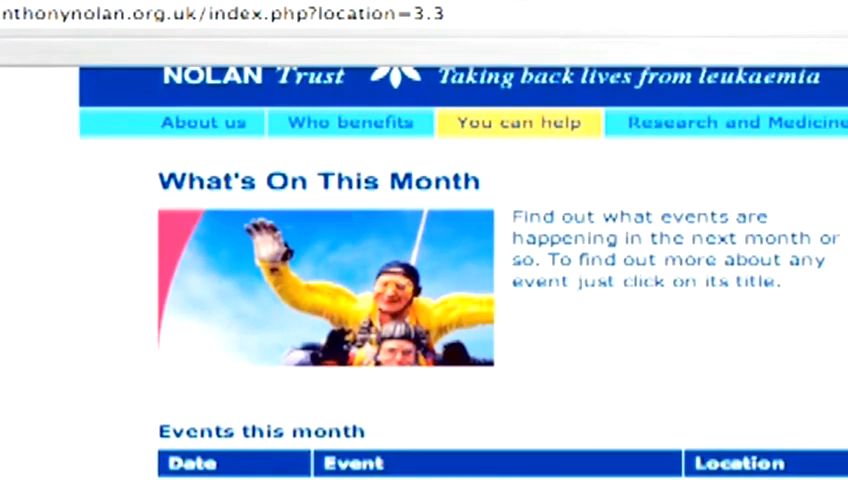 nthonynolan.org.uk/index.php?location=3.3
NOLAN Trust Taking back lives from leukaemia
About us Who benefits You can help Research and Medicine
What's On This Month
Find out what events are
happening in the next month or
so. To find out more about any
event just click on its title.
Events this month
Date Event Location